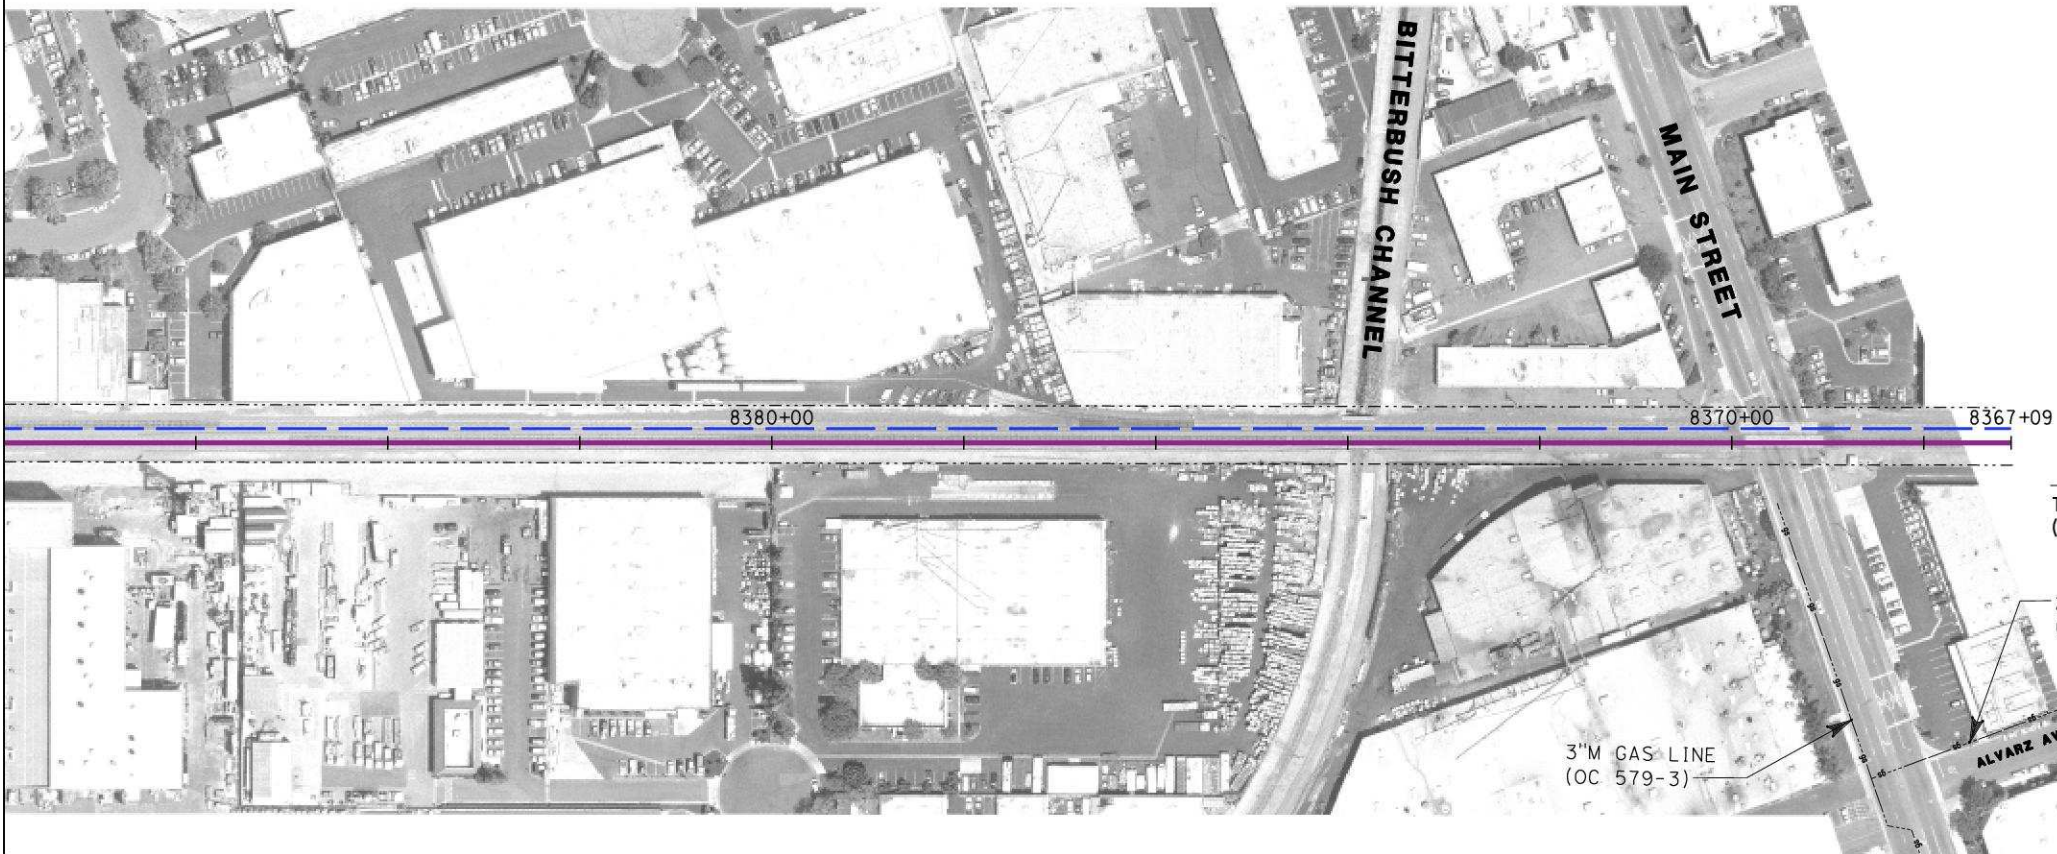 BITTERBUSH CHANNEL
MAIN STREET
8380+00
8370+00
8367+09
3"M GAS LINE
(OC 579-3)
ALVARZ AV